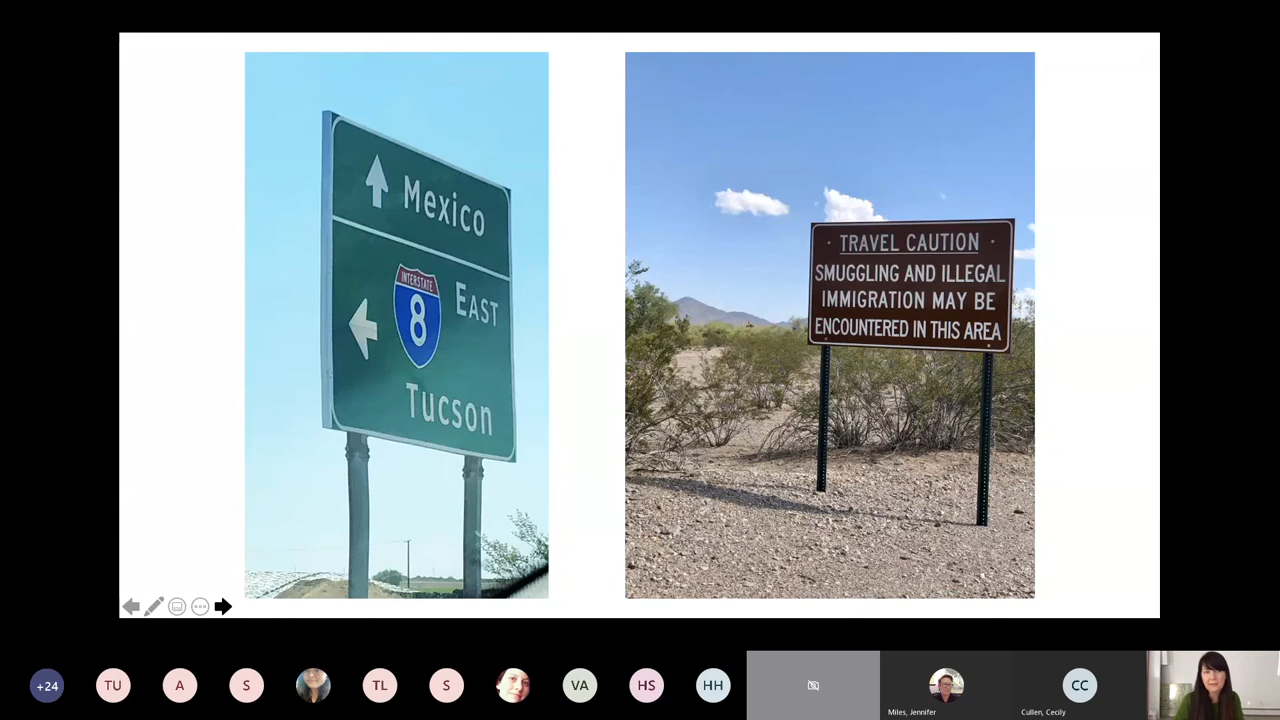 Mexico
INTERSTATE
8
EAST
Tucson
TRAVEL CAUTION
SMUGGLING AND ILLEGAL
IMMIGRATION MAY BE
ENCOUNTERED IN THIS AREA
+24
TU
A
S
TL
S
VA
HS
HH
CC
Miles, Jennifer
Cullen, Cecily